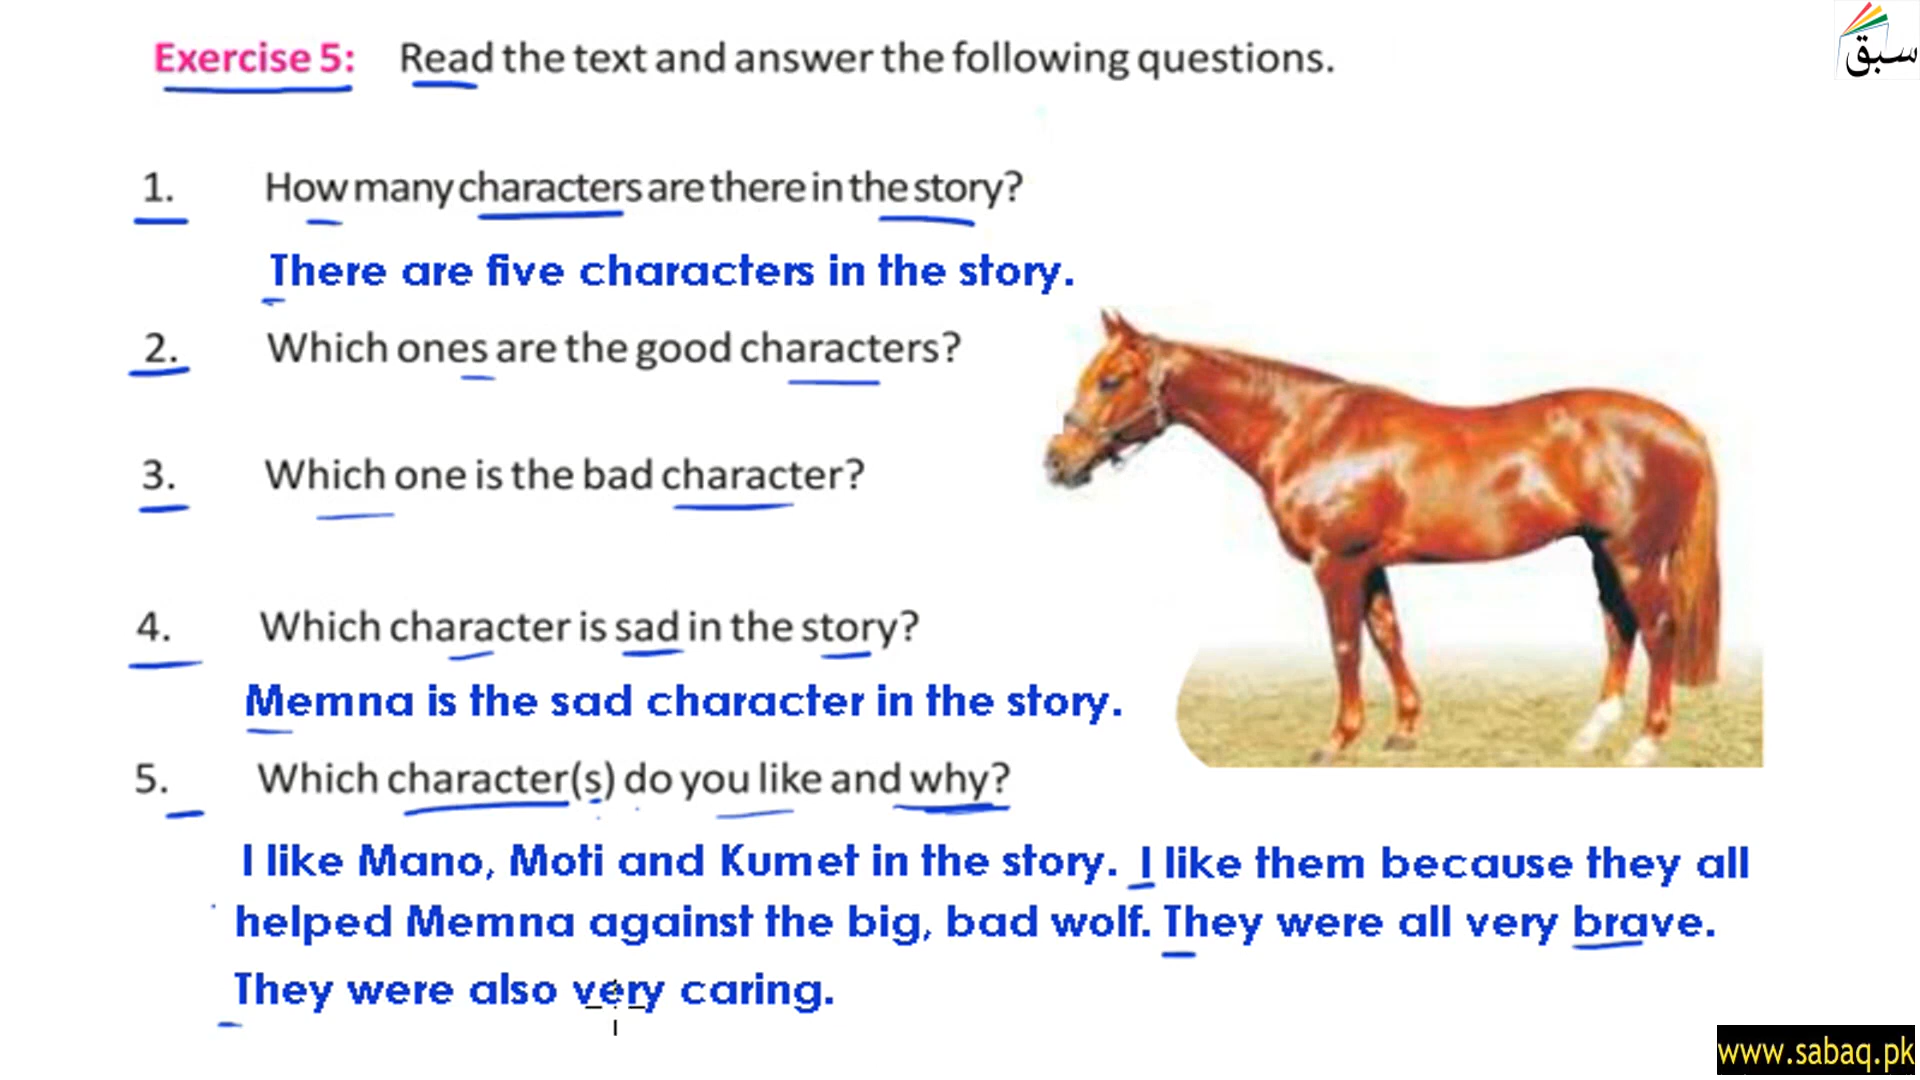 سبق
Exercise 5: Read the text and answer the following questions.
1. How many characters are there in the story?
There are five characters in the story.
2. Which ones are the good characters?
3. Which one is the bad character?
4. Which character is sad in the story?
Memna is the sad character in the story.
5. Which character(s) do you like and why?
I like Mano, Moti and Kumet in the story. I like them because they all
helped Memna against the big, bad wolf. They were all very brave.
They were also very caring.
www.sabaq.pk